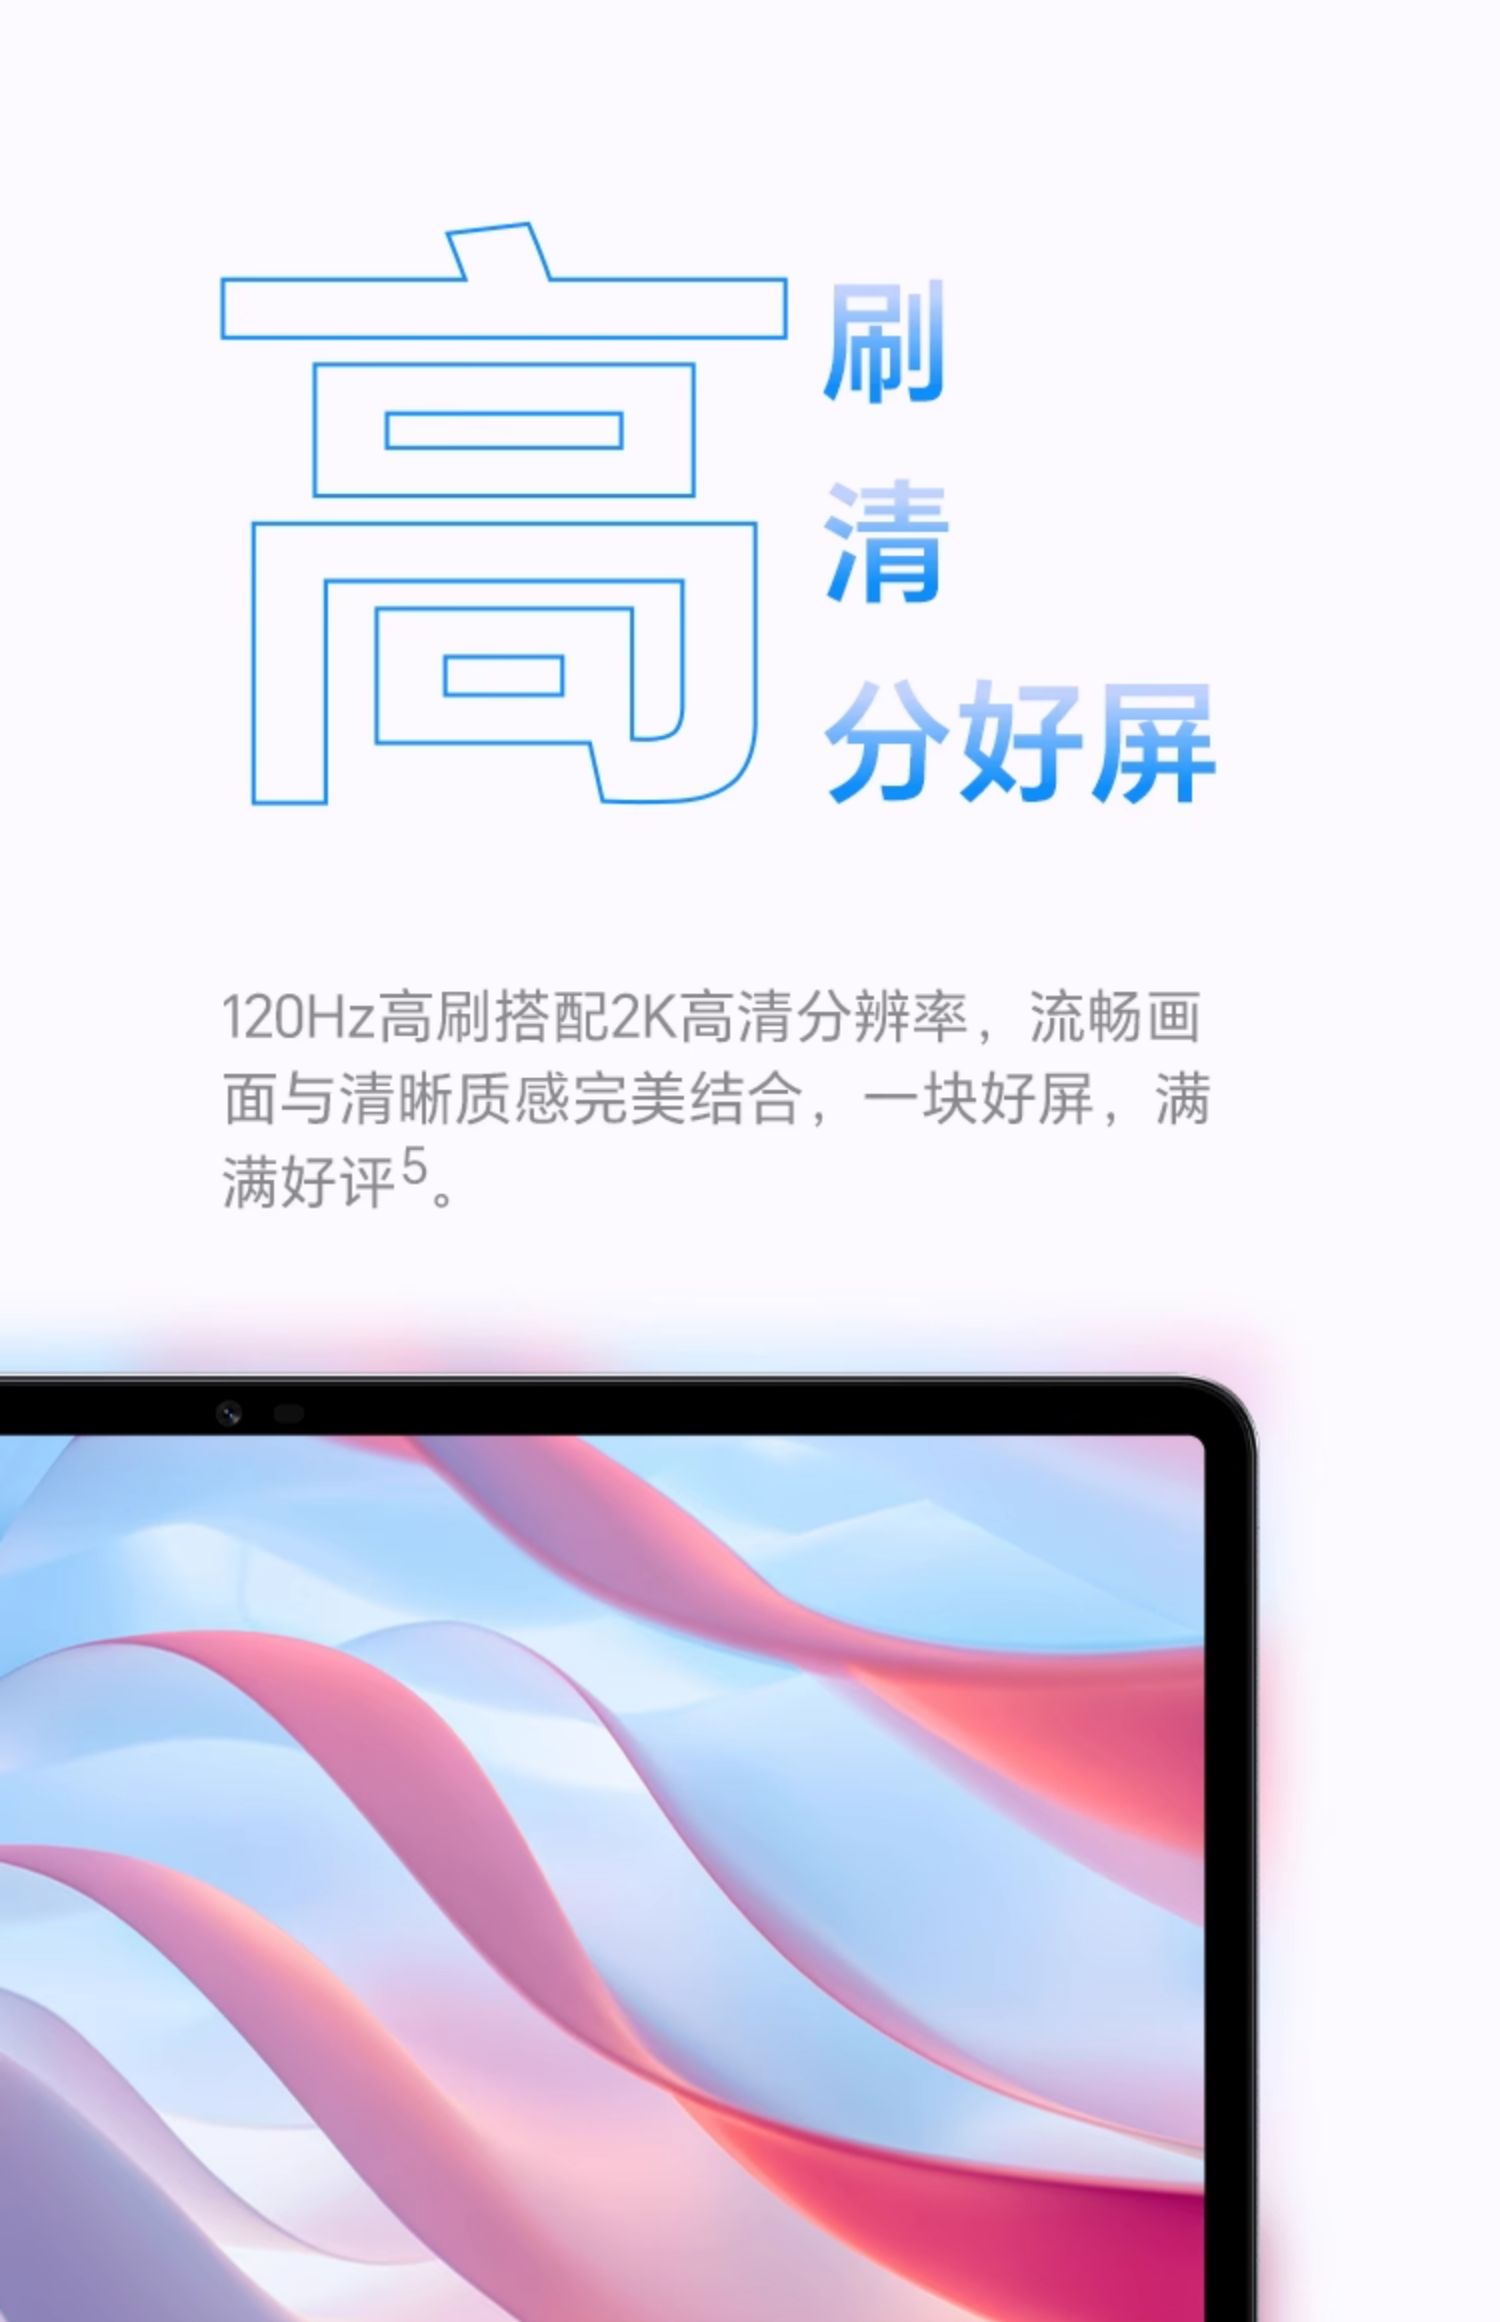 高
刷
清
分好屏
120Hz高刷搭配2K高清分辨率，流畅画
面与清晰质感完美结合，一块好屏，满
满好评5。